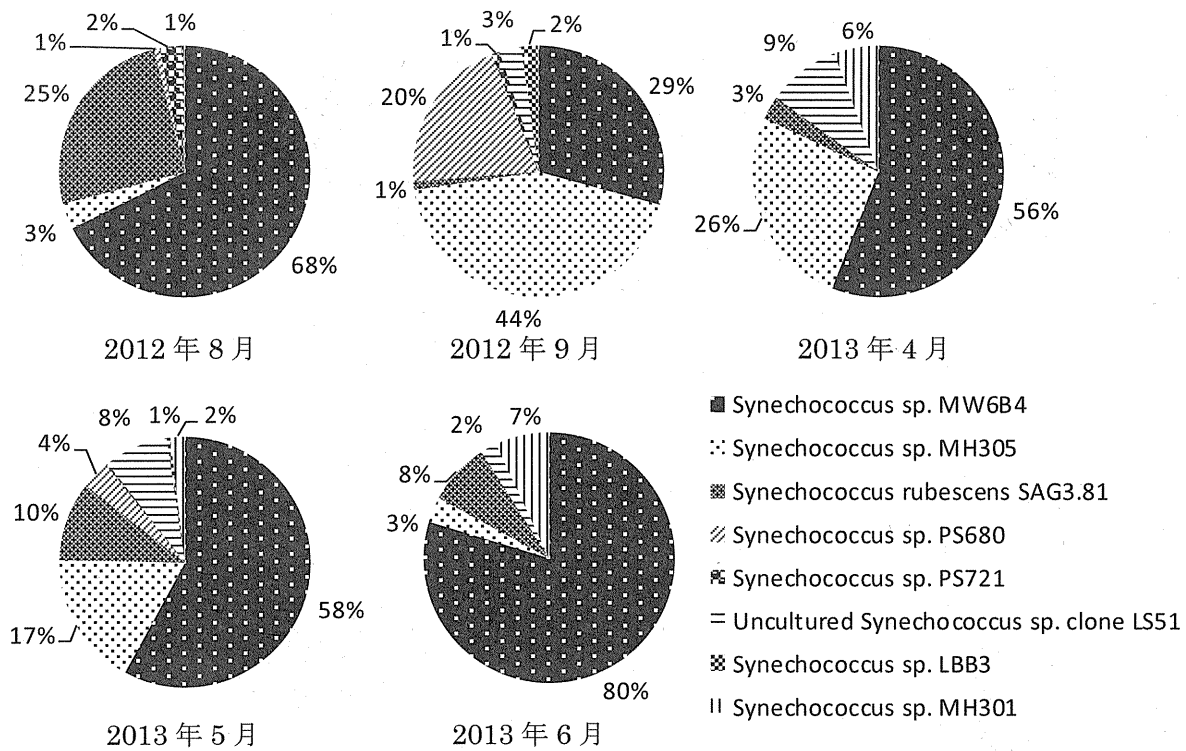 2%
1%
1%
25%
3%
68%
2012 年 8 月
3%
2%
1%
20%
29%
1%
44%
2012 年 9 月
6%
9%
3%
26%
56%
2013 年 4 月
8%
1%
2%
4%
10%
17%
58%
2013 年 5 月
7%
2%
8%
3%
80%
2013 年 6 月
Synechococcus sp. MW6B4
Synechococcus sp. MH305
Synechococcus rubescens SAG3.81
Synechococcus sp. PS680
Synechococcus sp. PS721
Uncultured Synechococcus sp. clone LS51
Synechococcus sp. LBB3
Synechococcus sp. MH301